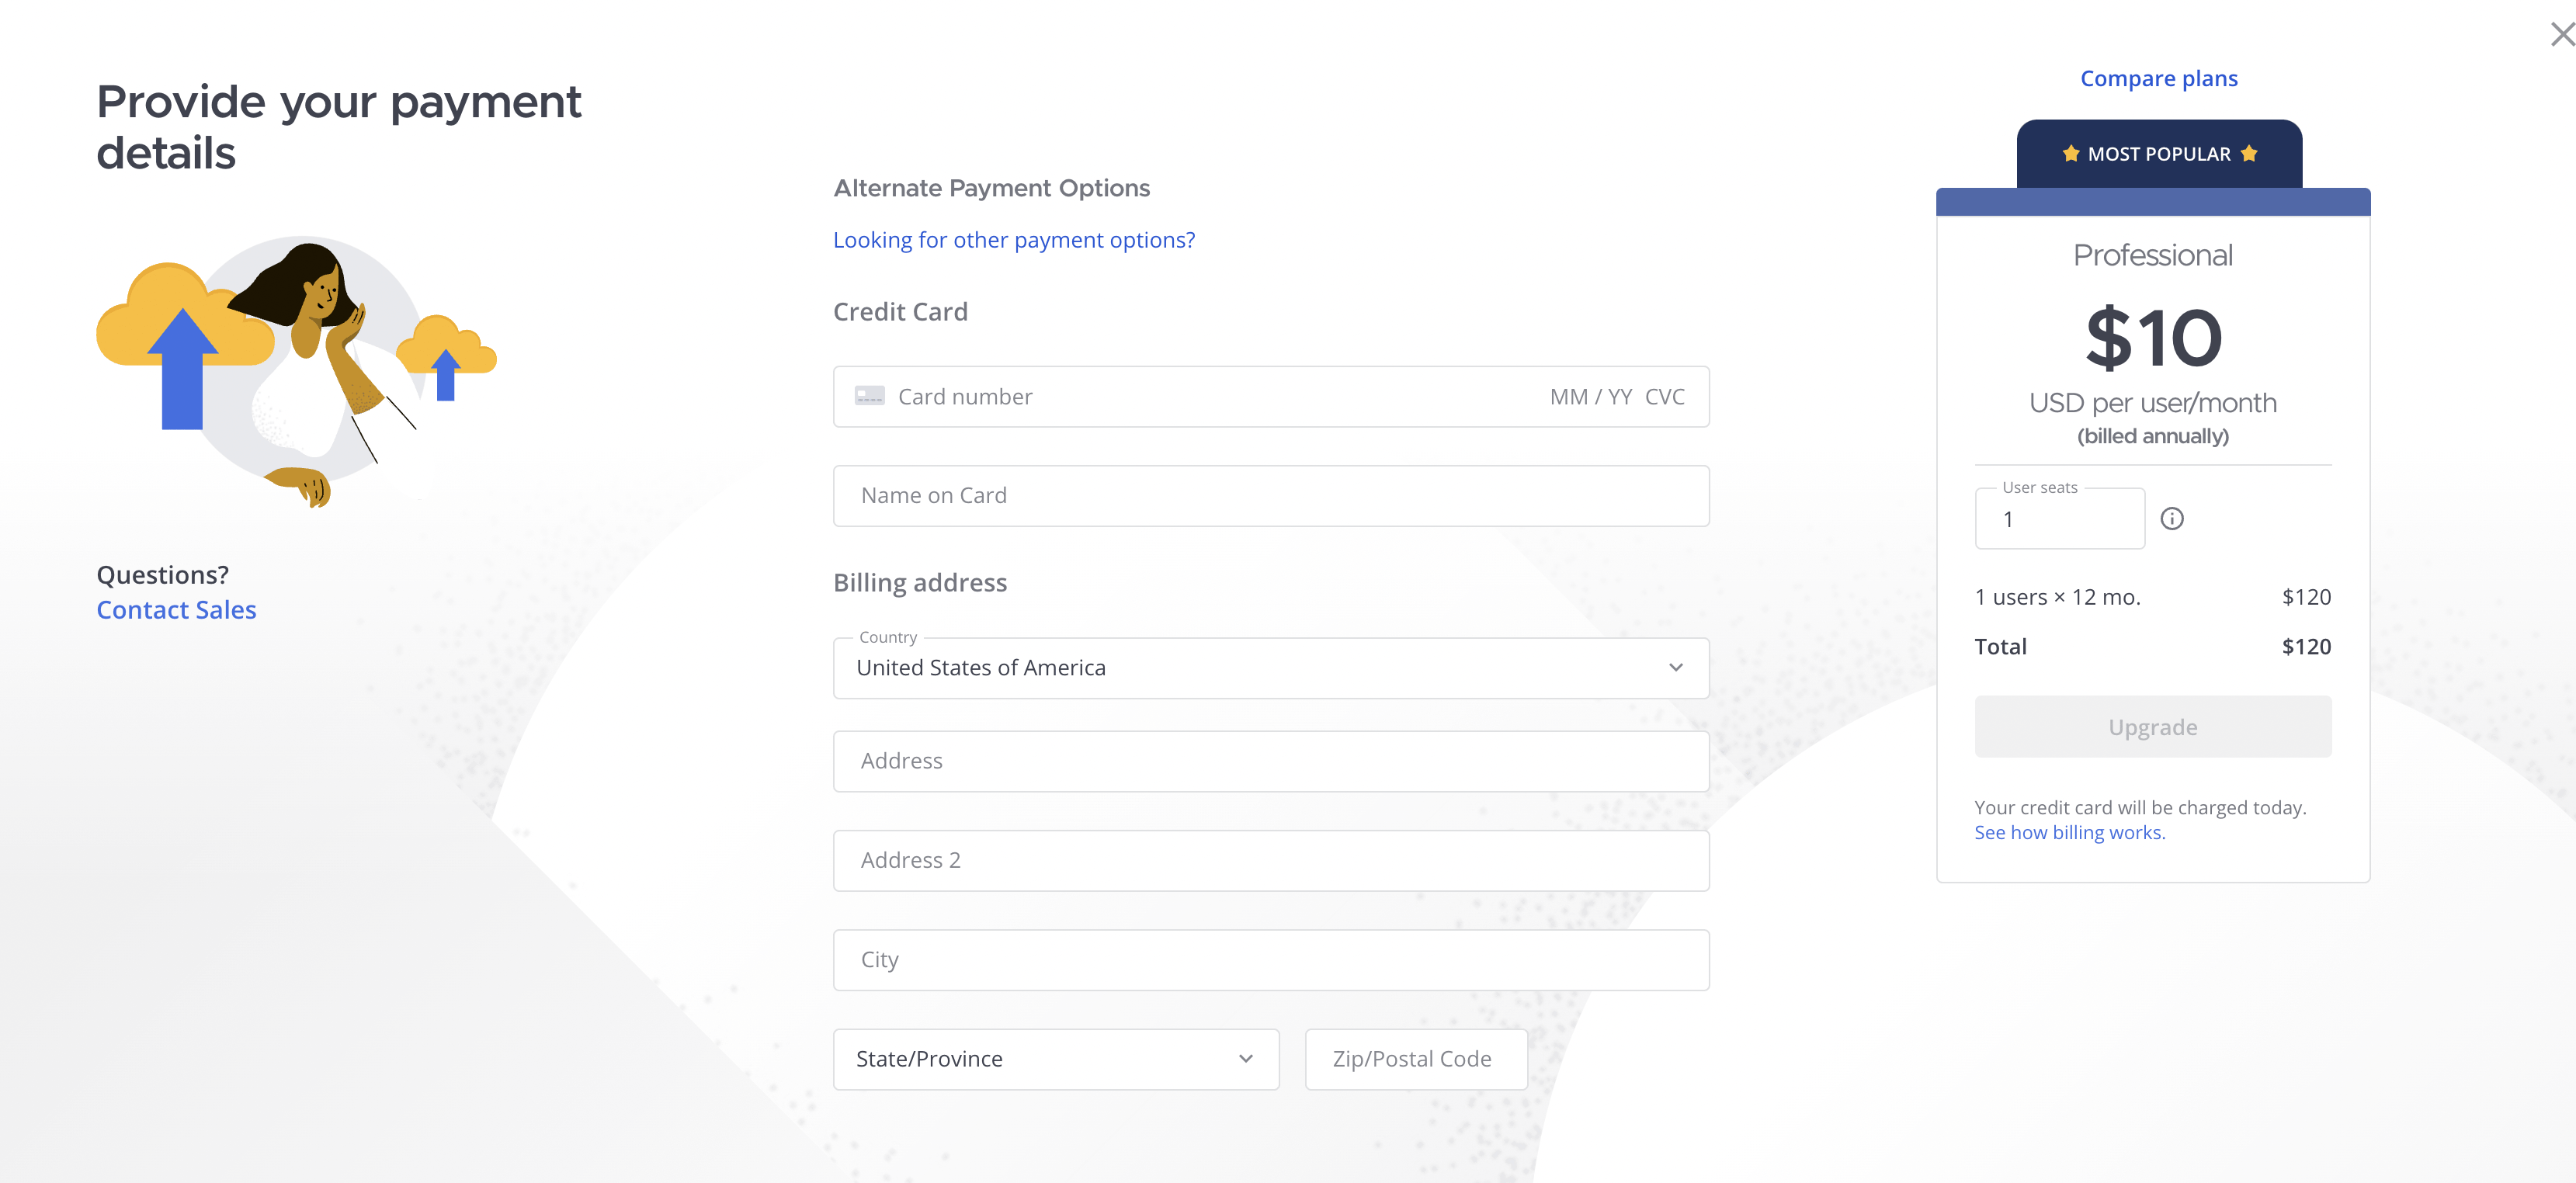 Provide your payment
details
Questions?
Contact Sales
Alternate Payment Options
Looking for other payment options?
Credit Card
Card number MM / YY CVC
Name on Card
Billing address
Country
United States of America
Address
Address 2
City
State/Province Zip/Postal Code
Compare plans
MOST POPULAR
Professional
$10
USD per user/month
(billed annually)
User seats
1
1 users × 12 mo. $120
Total $120
Upgrade
Your credit card will be charged today.
See how billing works.